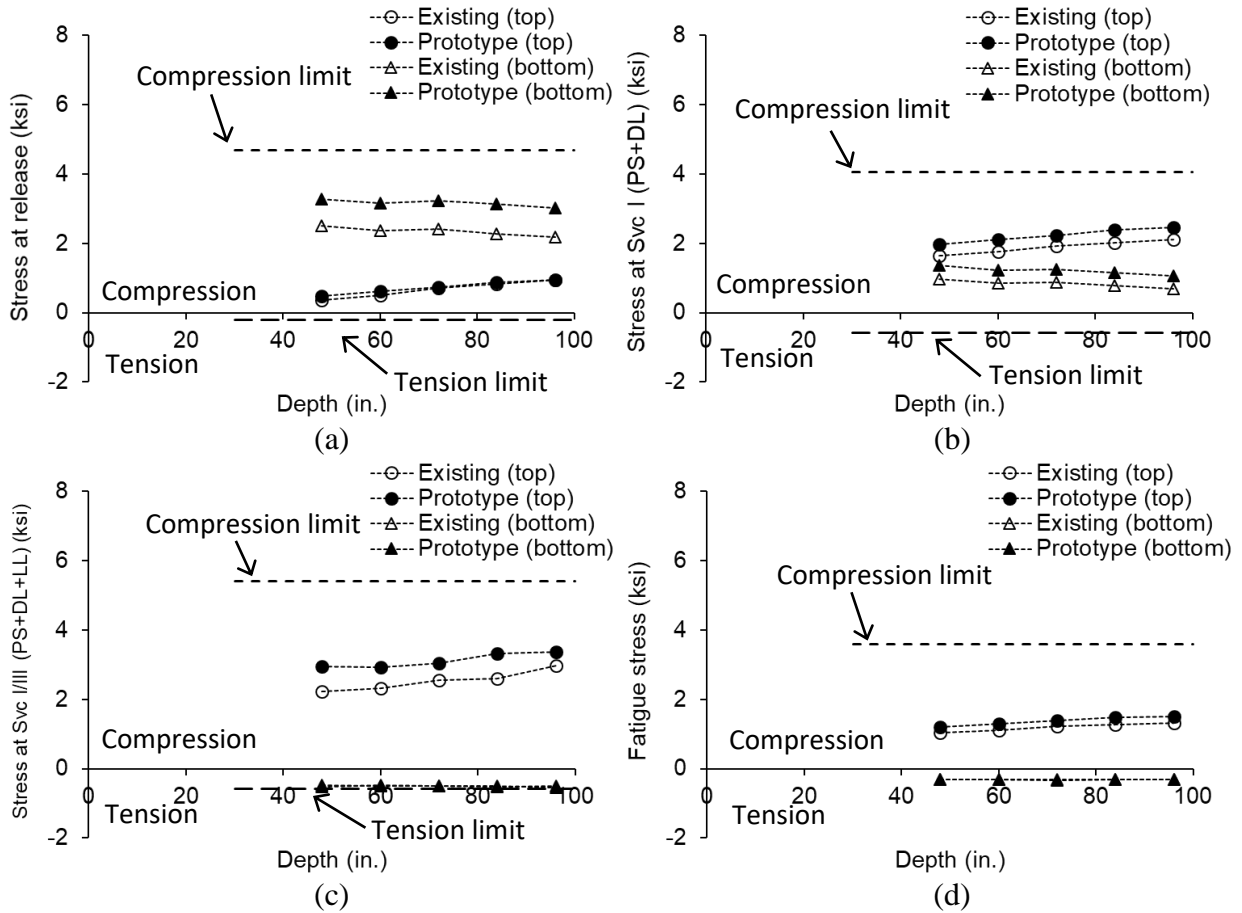 Existing (top)
Prototype (top)
Existing (bottom)
Prototype (bottom)
Compression limit
Stress at release (ksi)
8
6
4
2
0
-2
Compression
0 20 40 60 80 100
Tension
Tension limit
Depth (in.)
(a)
Existing (top)
Prototype (top)
Existing (bottom)
Prototype (bottom)
Compression limit
Stress at Svc I (PS+DL) (ksi)
8
6
4
2
0
-2
Compression
0 20 40 60 80 100
Tension
Tension limit
Depth (in.)
(b)
Existing (top)
Prototype (top)
Existing (bottom)
Prototype (bottom)
Compression limit
Stress at Svc I/III (PS+DL+LL) (ksi)
8
6
4
2
0
-2
Compression
0 20 40 60 80 100
Tension
Tension limit
Depth (in.)
(c)
Existing (top)
Prototype (top)
Existing (bottom)
Prototype (bottom)
Compression limit
Fatigue stress (ksi)
8
6
4
2
0
-2
Compression
0 20 40 60 80 100
Tension
Depth (in.)
(d)